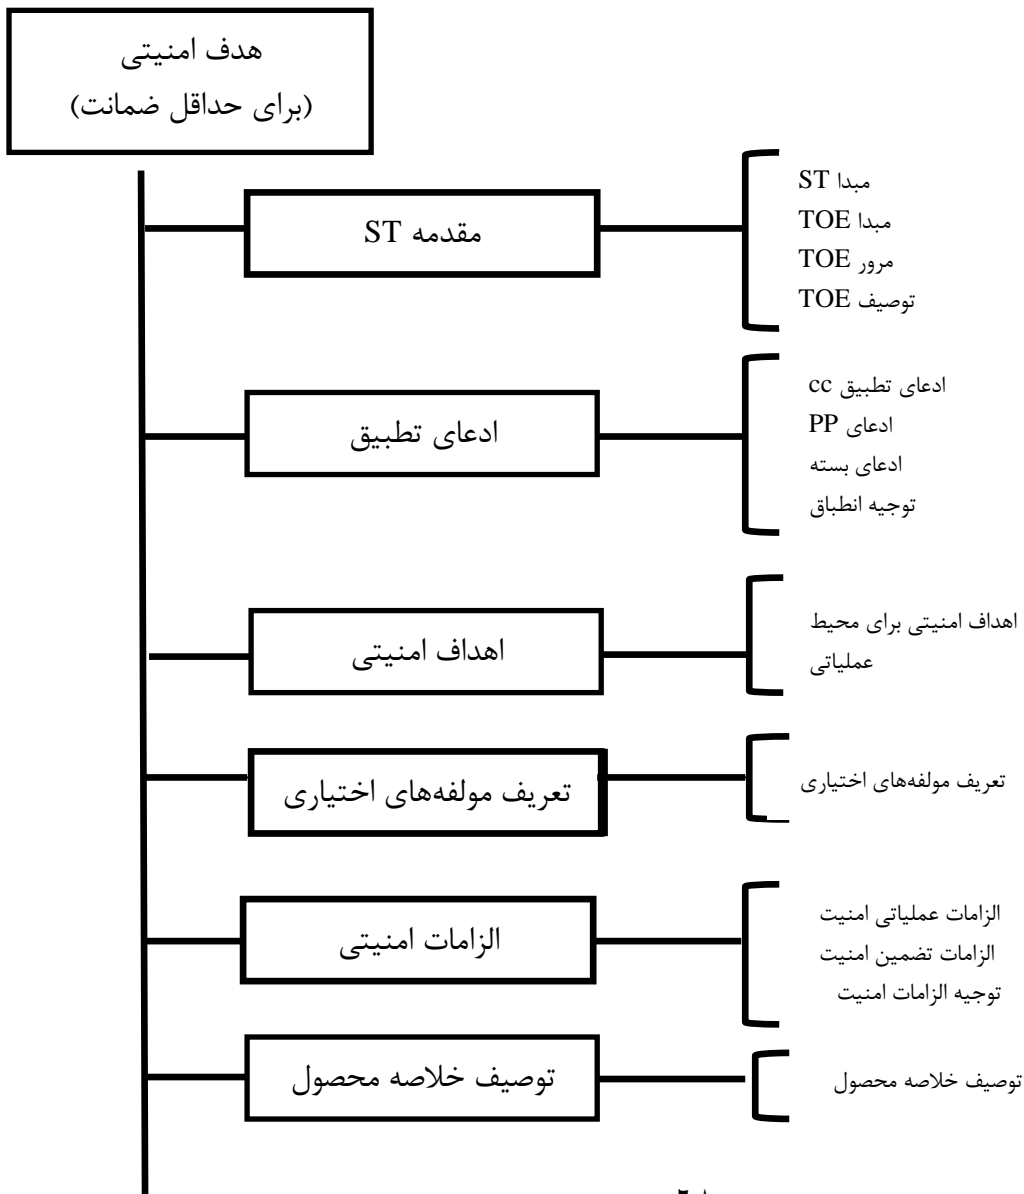 هدف امنیتی
(برای حداقل ضمانت)
مقدمه ST
مبدا ST
مبدا TOE
مرور TOE
توصیف TOE
ادعای تطبیق
ادعای تطبیق cc
ادعای PP
ادعای بسته
توجیه انطباق
اهداف امنیتی
اهداف امنیتی برای محیط
عملیاتی
تعریف مولفه‌های اختیاری
تعریف مولفه‌های اختیاری
الزامات امنیتی
الزامات عملیاتی امنیت
الزامات تضمین امنیت
توجیه الزامات امنیت
توصیف خلاصه محصول
توصیف خلاصه محصول